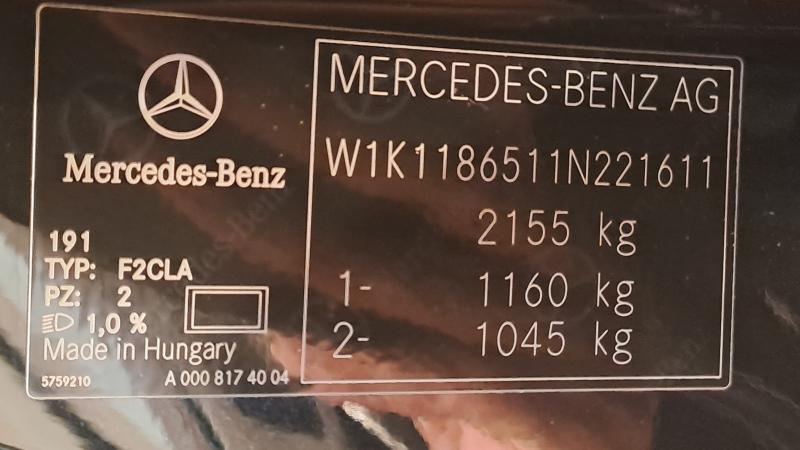 Mercedes-Benz
191
TYP: F2CLA
PZ: 2
1,0 %
Made in Hungary
5759210 A 000 817 40 04
MERCEDES-BENZ AG
W1K1186511N221611
2155 kg
1- 1160 kg
2- 1045 kg